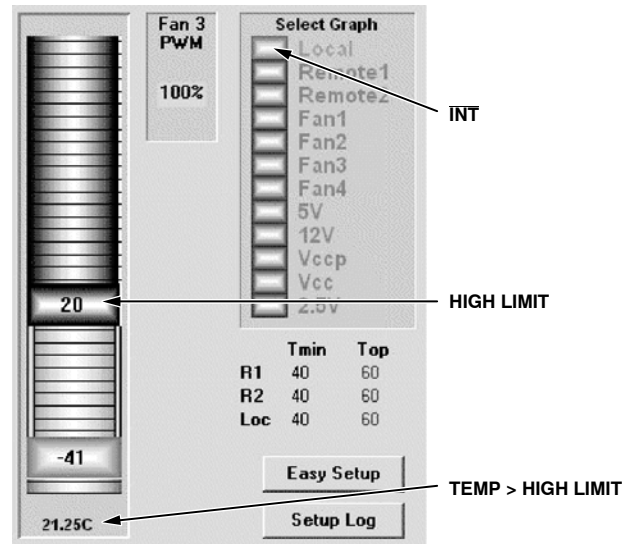 Fan 3
PWM
100%
Select Graph
Local
Remote1
Remote2
Fan1
Fan2
Fan3
Fan4
5V
12V
Vccp
Vcc
2.5V
INT
20
HIGH LIMIT
Tmin Top
R1 40 60
R2 40 60
Loc 40 60
-41
Easy Setup
TEMP > HIGH LIMIT
21.25C
Setup Log